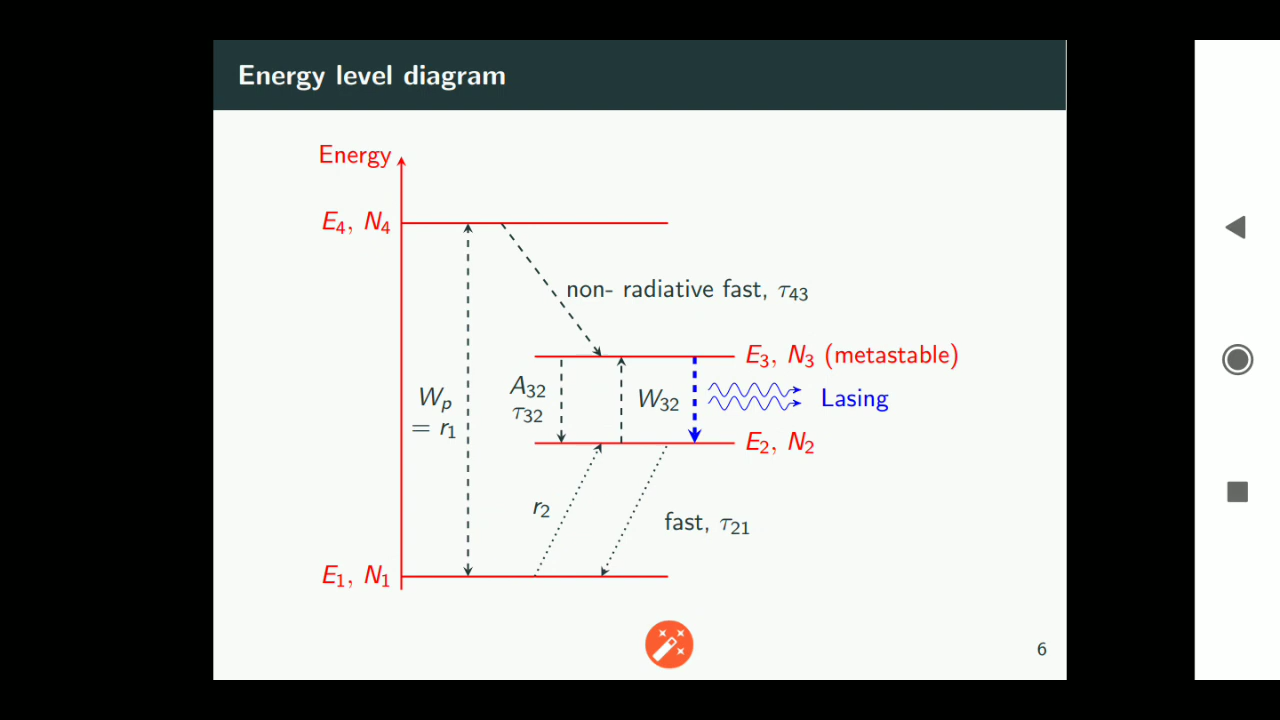 Energy level diagram
Energy
E₄, N₄
non- radiative fast, τ₄₃
E₃, N₃ (metastable)
A₃₂
τ₃₂
W₃₂
Lasing
Wₚ
= r₁
E₂, N₂
r₂
fast, τ₂₁
E₁, N₁
6